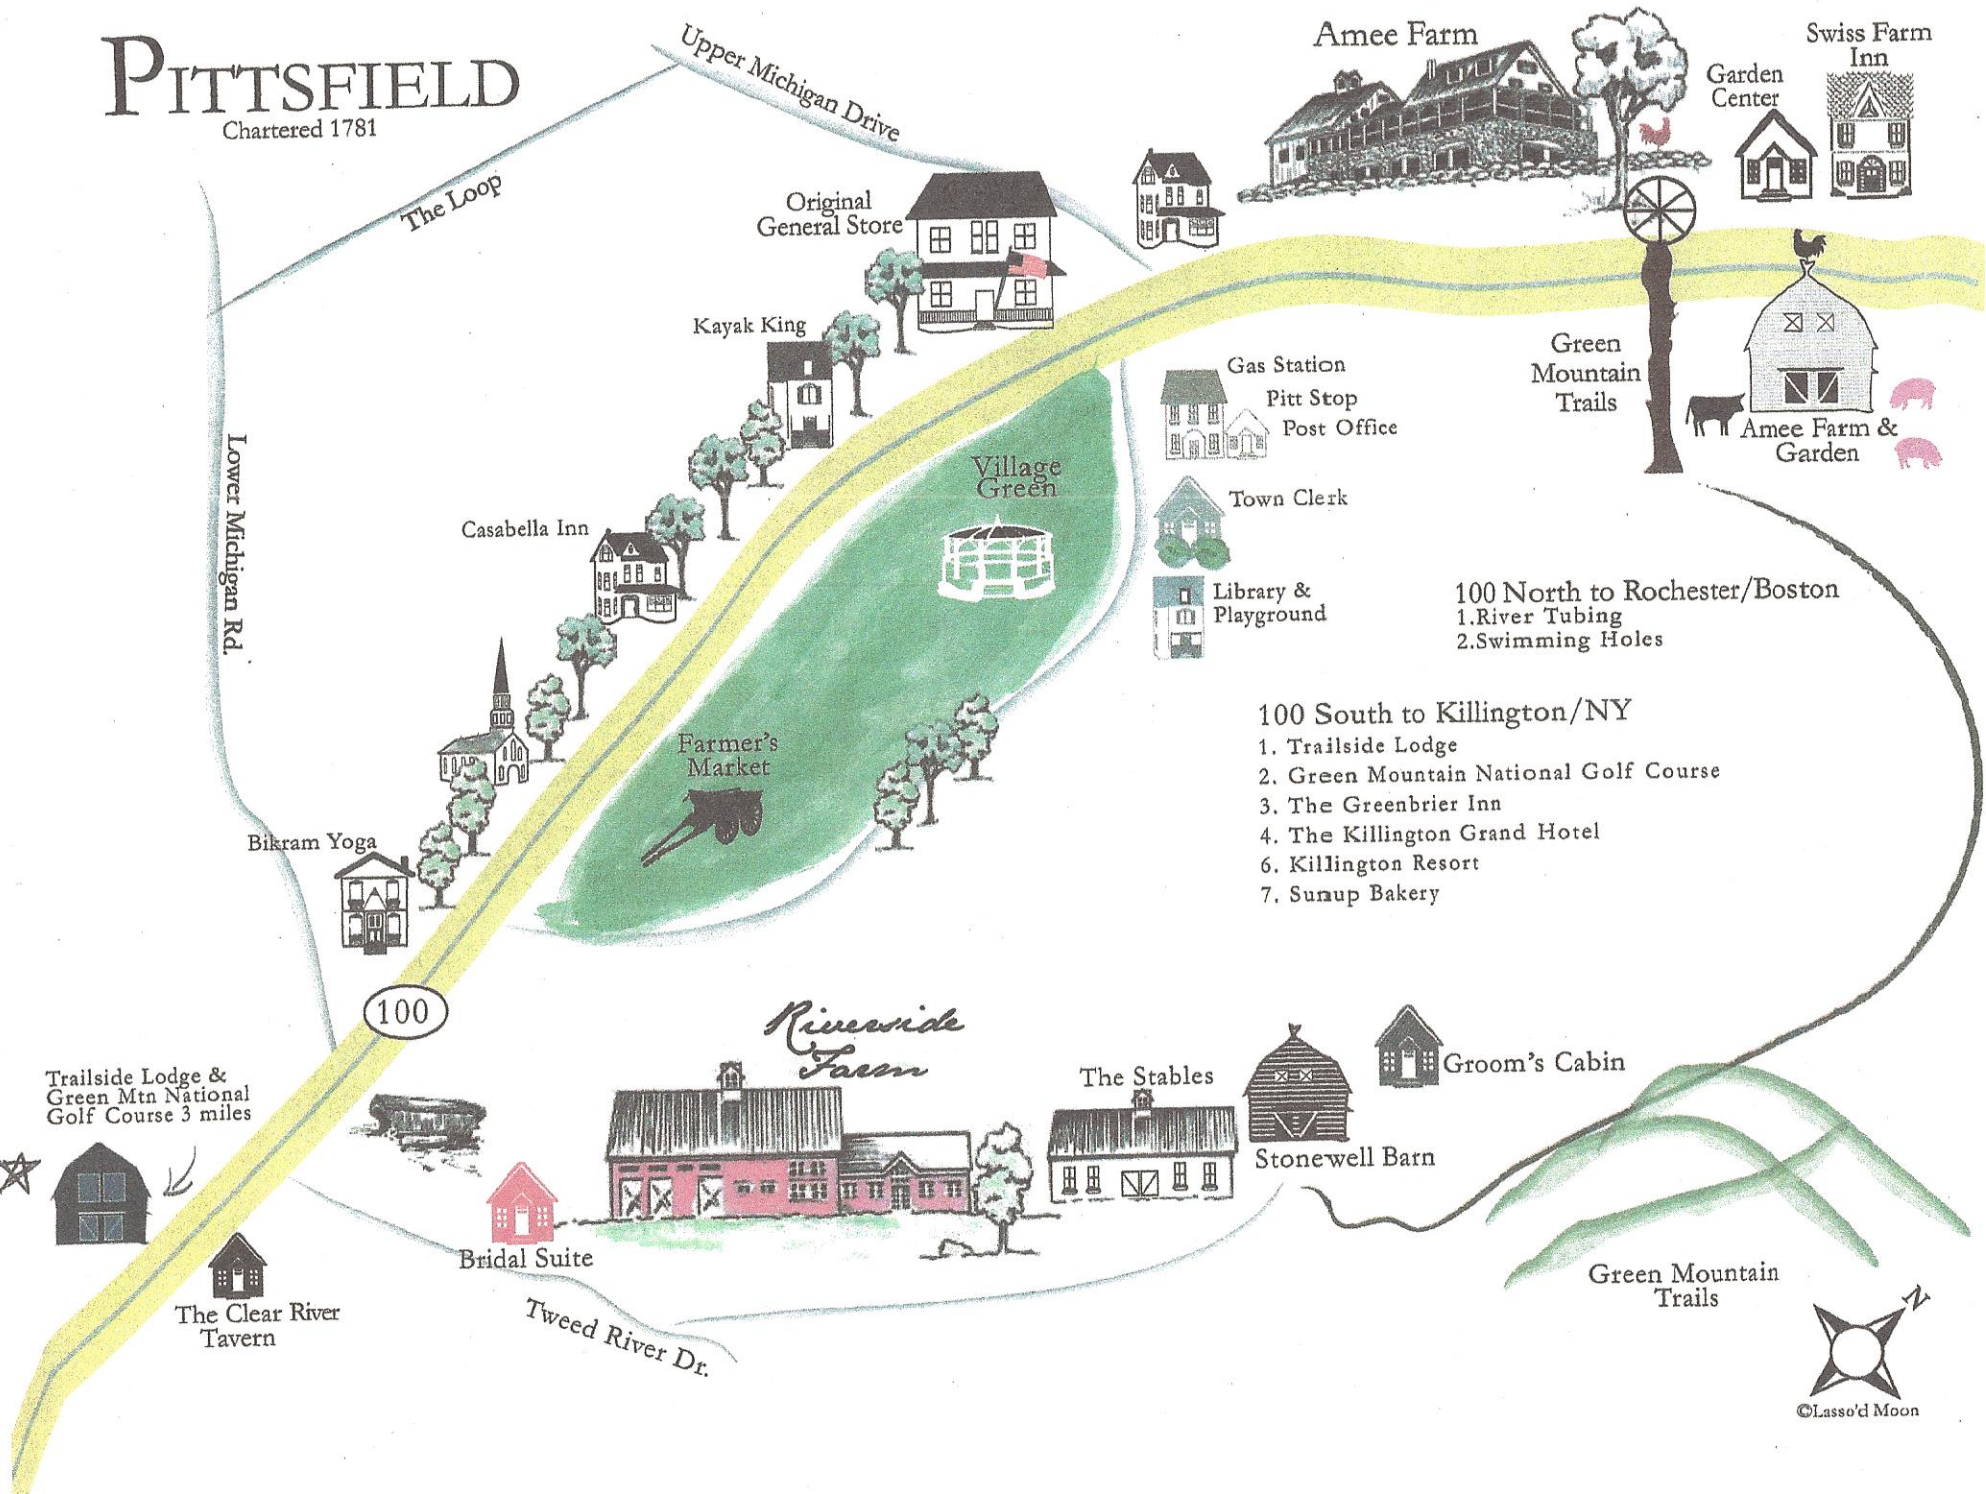 PITTSFIELD
Chartered 1781
Upper Michigan Drive
The Loop
Lower Michigan Rd.
Original
General Store
Kayak King
Casabella Inn
Bikram Yoga
100
Amee Farm
Garden
Center
Swiss Farm
Inn
Green
Mountain
Trails
Amee Farm &
Garden
Gas Station
Pitt Stop
Post Office
Town Clerk
Library &
Playground
Village
Green
Farmer's
Market
100 North to Rochester/Boston
1.River Tubing
2.Swimming Holes
100 South to Killington/NY
1. Trailside Lodge
2. Green Mountain National Golf Course
3. The Greenbrier Inn
4. The Killington Grand Hotel
6. Killington Resort
7. Sunup Bakery
Trailside Lodge &
Green Mtn National
Golf Course 3 miles
The Clear River
Tavern
Bridal Suite
Riverside
Farm
The Stables
Stonewell Barn
Groom's Cabin
Tweed River Dr.
Green Mountain
Trails
N
©Lasso'd Moon